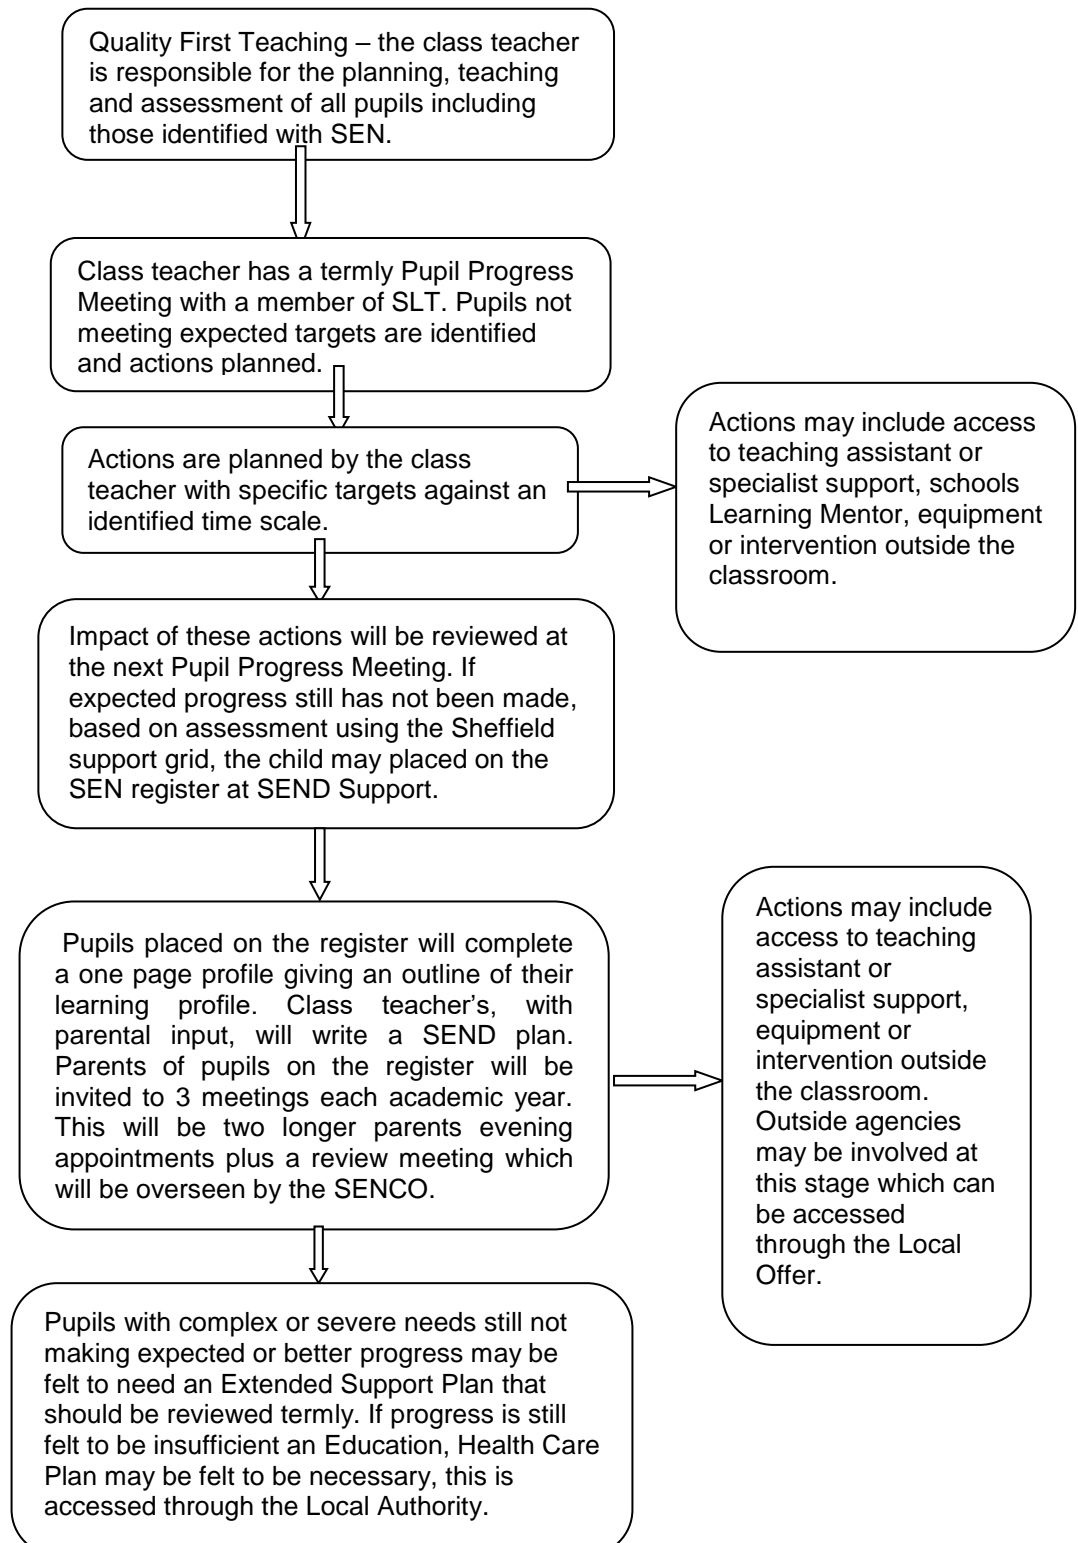 Quality First Teaching – the class teacher
is responsible for the planning, teaching
and assessment of all pupils including
those identified with SEN.
Class teacher has a termly Pupil Progress
Meeting with a member of SLT. Pupils not
meeting expected targets are identified
and actions planned.
Actions are planned by the class
teacher with specific targets against an
identified time scale.
Actions may include access
to teaching assistant or
specialist support, schools
Learning Mentor, equipment
or intervention outside the
classroom.
Impact of these actions will be reviewed at
the next Pupil Progress Meeting. If
expected progress still has not been made,
based on assessment using the Sheffield
support grid, the child may placed on the
SEN register at SEND Support.
Pupils placed on the register will complete
a one page profile giving an outline of their
learning profile. Class teacher's, with
parental input, will write a SEND plan.
Parents of pupils on the register will be
invited to 3 meetings each academic year.
This will be two longer parents evening
appointments plus a review meeting which
will be overseen by the SENCO.
Actions may include
access to teaching
assistant or
specialist support,
equipment or
intervention outside
the classroom.
Outside agencies
may be involved at
this stage which can
be accessed
through the Local
Offer.
Pupils with complex or severe needs still not
making expected or better progress may be
felt to need an Extended Support Plan that
should be reviewed termly. If progress is still
felt to be insufficient an Education, Health Care
Plan may be felt to be necessary, this is
accessed through the Local Authority.